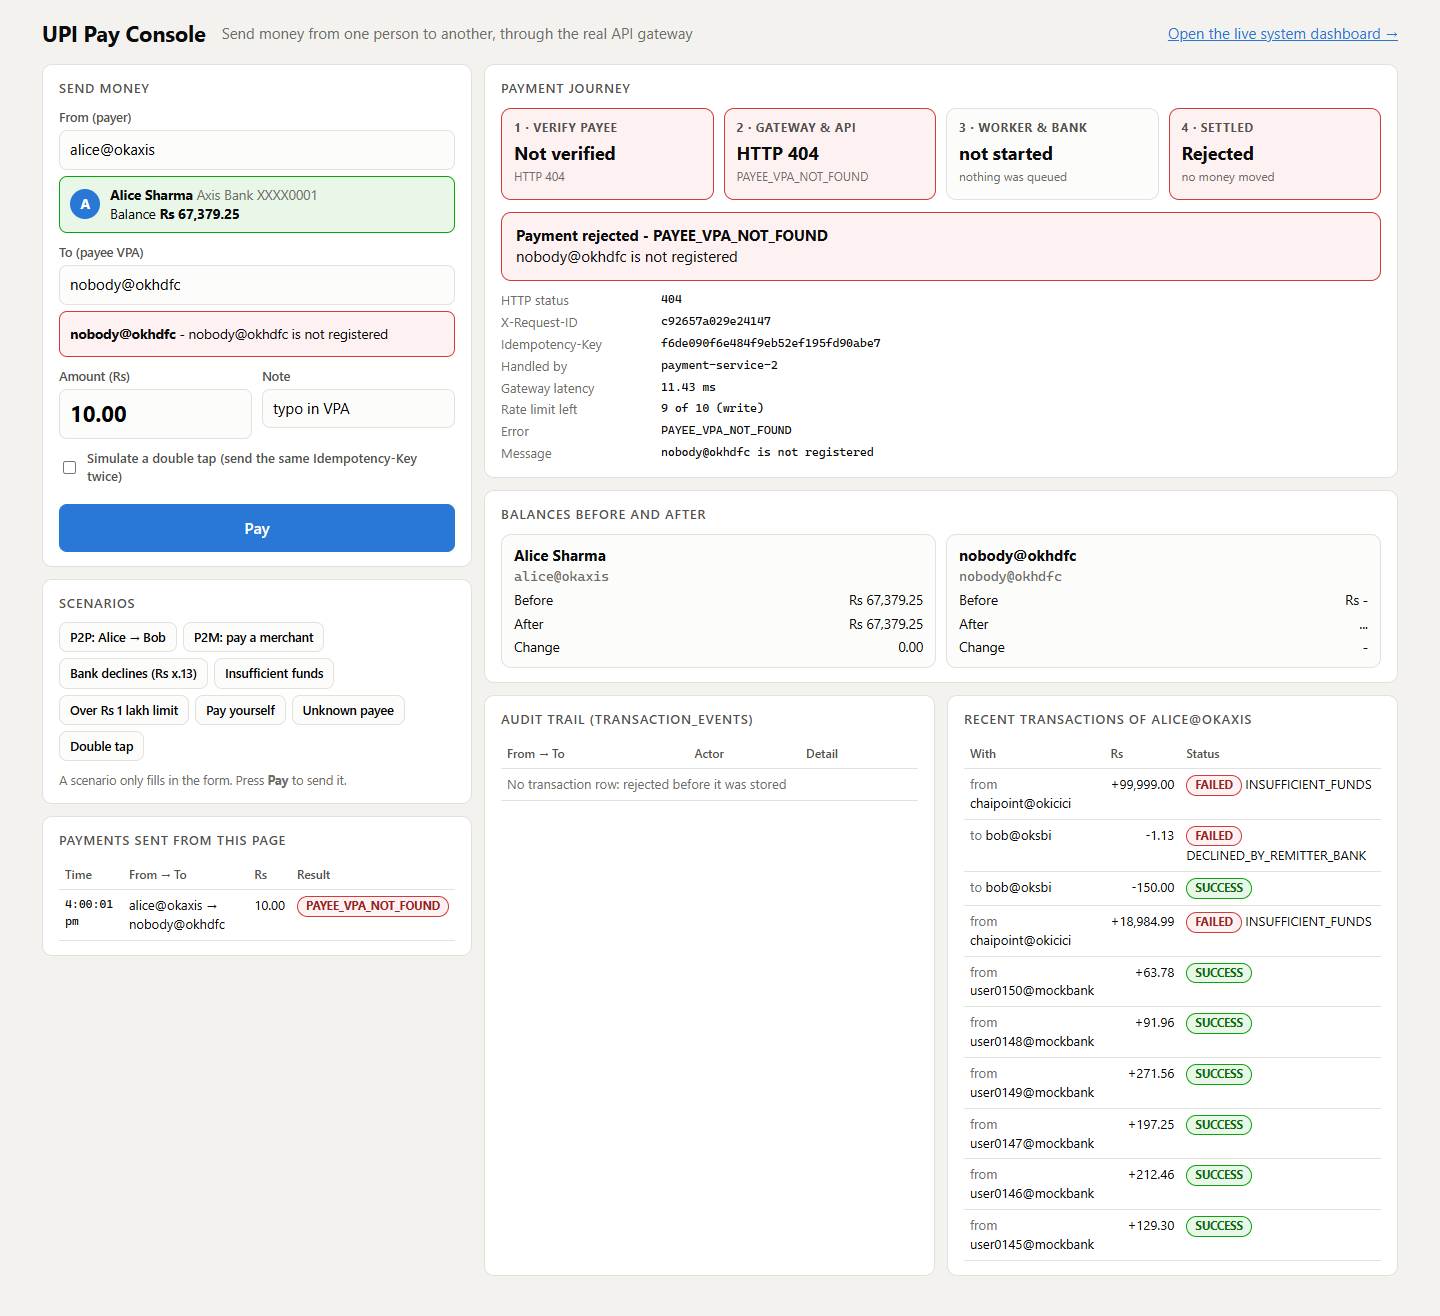 UPI Pay Console
Send money from one person to another, through the real API gateway
Open the live system dashboard →
SEND MONEY
From (payer)
alice@okaxis
A
Alice Sharma Axis Bank XXXX0001
Balance Rs 67,379.25
To (payee VPA)
nobody@okhdfc
nobody@okhdfc - nobody@okhdfc is not registered
Amount (Rs)
Note
10.00
typo in VPA
Simulate a double tap (send the same Idempotency-Key
twice)
Pay
SCENARIOS
P2P: Alice → Bob
P2M: pay a merchant
Bank declines (Rs x.13)
Insufficient funds
Over Rs 1 lakh limit
Pay yourself
Unknown payee
Double tap
A scenario only fills in the form. Press Pay to send it.
PAYMENTS SENT FROM THIS PAGE
Time From → To Rs Result
4:00:01 alice@okaxis → 10.00 PAYEE_VPA_NOT_FOUND
pm nobody@okhdfc
PAYMENT JOURNEY
1 · VERIFY PAYEE
Not verified
HTTP 404
2 · GATEWAY & API
HTTP 404
PAYEE_VPA_NOT_FOUND
3 · WORKER & BANK
not started
nothing was queued
4 · SETTLED
Rejected
no money moved
Payment rejected - PAYEE_VPA_NOT_FOUND
nobody@okhdfc is not registered
HTTP status 404
X-Request-ID c92657a029e24147
Idempotency-Key f6de090f6e484f9eb52ef195fd90abe7
Handled by payment-service-2
Gateway latency 11.43 ms
Rate limit left 9 of 10 (write)
Error PAYEE_VPA_NOT_FOUND
Message nobody@okhdfc is not registered
BALANCES BEFORE AND AFTER
Alice Sharma
alice@okaxis
Before Rs 67,379.25
After Rs 67,379.25
Change 0.00
nobody@okhdfc
nobody@okhdfc
Before Rs -
After ...
Change -
AUDIT TRAIL (TRANSACTION_EVENTS)
From → To Actor Detail
No transaction row: rejected before it was stored
RECENT TRANSACTIONS OF ALICE@OKAXIS
With Rs Status
from +99,999.00 FAILED INSUFFICIENT_FUNDS
chaipoint@okicici
to bob@oksbi -1.13 FAILED
DECLINED_BY_REMITTER_BANK
to bob@oksbi -150.00 SUCCESS
from +18,984.99 FAILED INSUFFICIENT_FUNDS
chaipoint@okicici
from +63.78 SUCCESS
user0150@mockbank
from +91.96 SUCCESS
user0148@mockbank
from +271.56 SUCCESS
user0149@mockbank
from +197.25 SUCCESS
user0147@mockbank
from +212.46 SUCCESS
user0146@mockbank
from +129.30 SUCCESS
user0145@mockbank